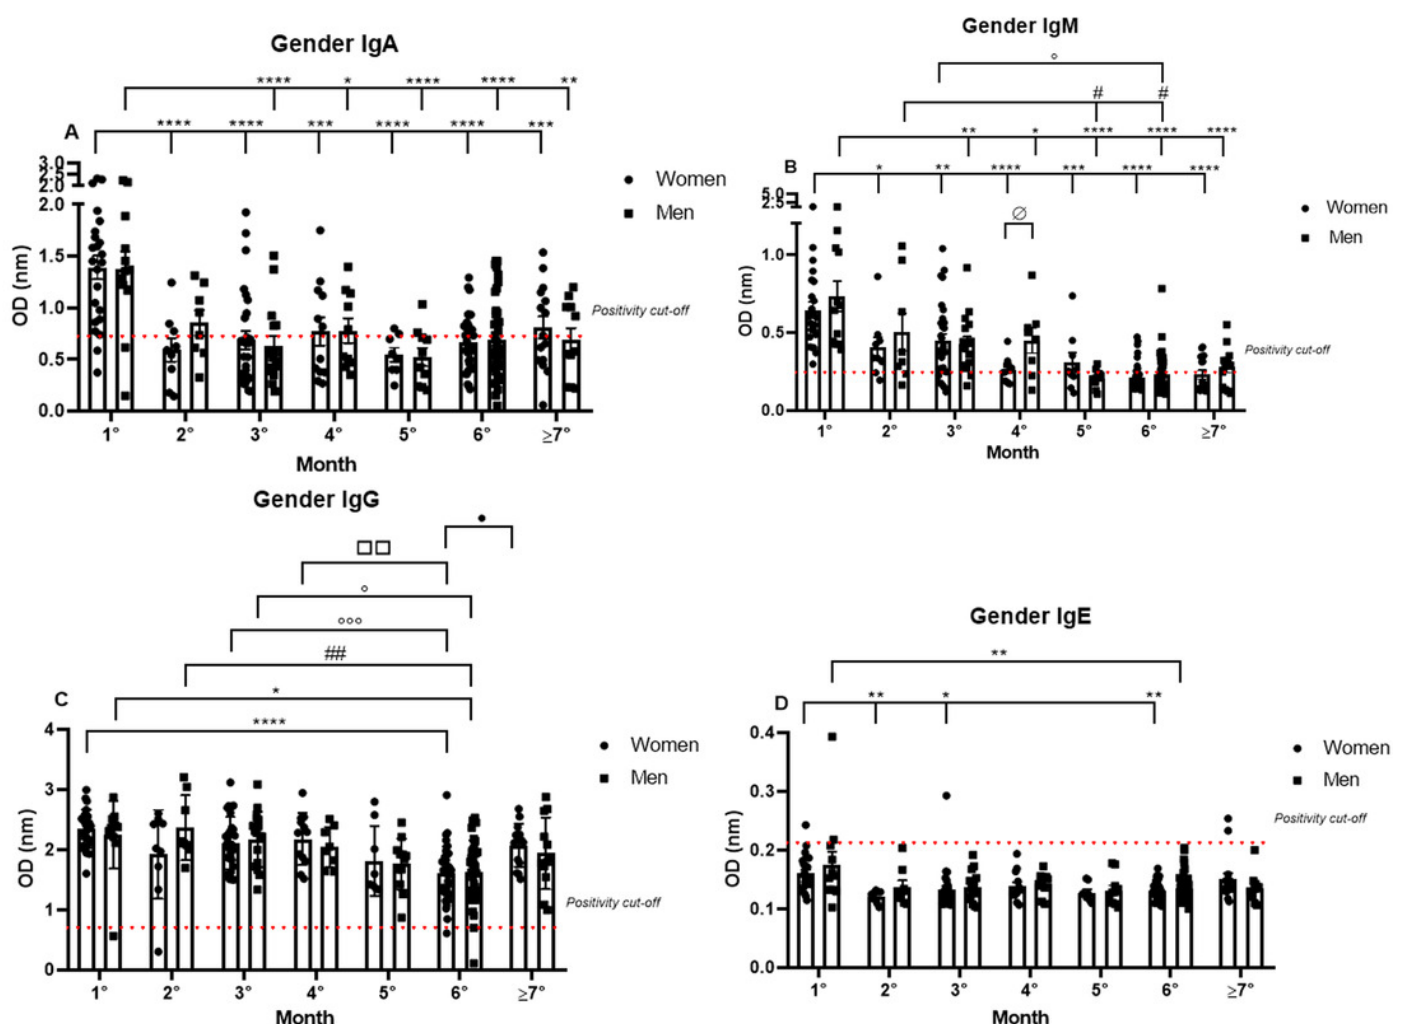 Gender IgA
**** * **** **** **
A
**** **** *** **** **** ***
3.0
2.5
2.0
2.0
1.5
1.0
0.5
0.0
OD (nm)
Women
Men
Positivity cut-off
1° 2° 3° 4° 5° 6° ≥7°
Month
Gender IgM
°
# #
** * **** **** ****
B
* ** **** *** **** ****
∅
5.0
2.5
1.0
0.5
0.0
OD (nm)
Women
Men
Positivity cut-off
1° 2° 3° 4° 5° 6° ≥7°
Month
Gender IgG
•
□□
°
°°°
##
*
C
****
4
3
2
1
0
OD (nm)
Women
Men
Positivity cut-off
1° 2° 3° 4° 5° 6° ≥7°
Month
Gender IgE
**
D
** * **
0.4
0.3
0.2
0.1
0.0
OD (nm)
Women
Men
Positivity cut-off
1° 2° 3° 4° 5° 6° ≥7°
Month